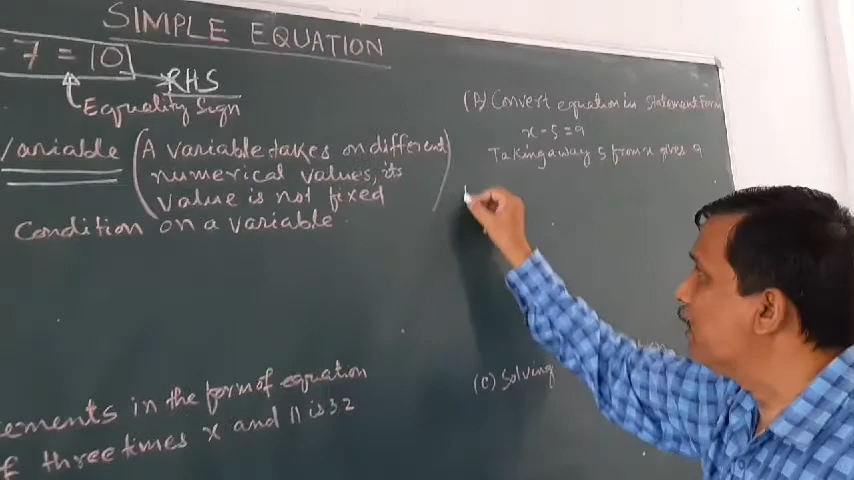 SIMPLE EQUATION
- 7 = 10
RHS
Equality Sign
Variable (A variable takes on different
numerical values, its
value is not fixed)
Condition on a variable
ements in the form of equation
f three times x and 11 is 32
(B) Convert equation in statement form
x - 5 = 9
Taking away 5 from x gives 9
(C) Solving